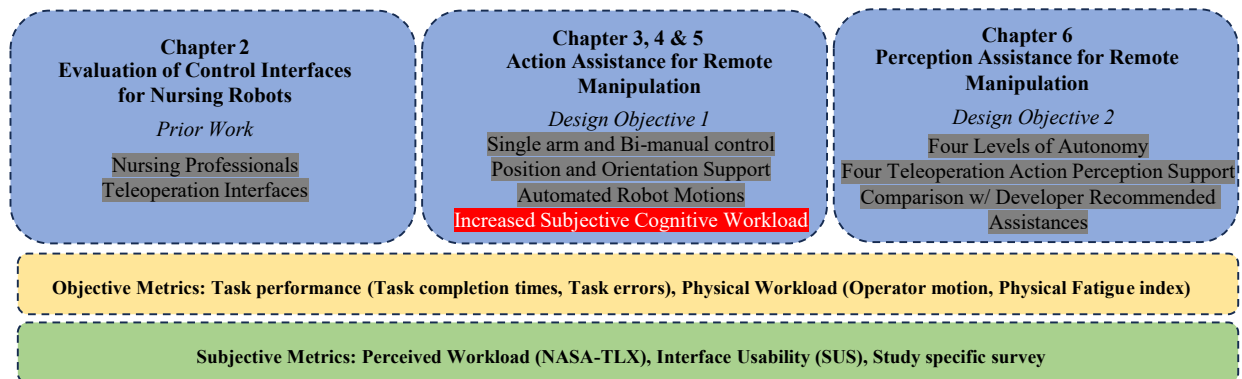 Chapter 2
Evaluation of Control Interfaces
for Nursing Robots
Prior Work
Nursing Professionals
Teleoperation Interfaces
Chapter 3, 4 & 5
Action Assistance for Remote
Manipulation
Design Objective 1
Single arm and Bi-manual control
Position and Orientation Support
Automated Robot Motions
Increased Subjective Cognitive Workload
Chapter 6
Perception Assistance for Remote
Manipulation
Design Objective 2
Four Levels of Autonomy
Four Teleoperation Action Perception Support
Comparison w/ Developer Recommended
Assistances
Objective Metrics: Task performance (Task completion times, Task errors), Physical Workload (Operator motion, Physical Fatigue index)
Subjective Metrics: Perceived Workload (NASA-TLX), Interface Usability (SUS), Study specific survey